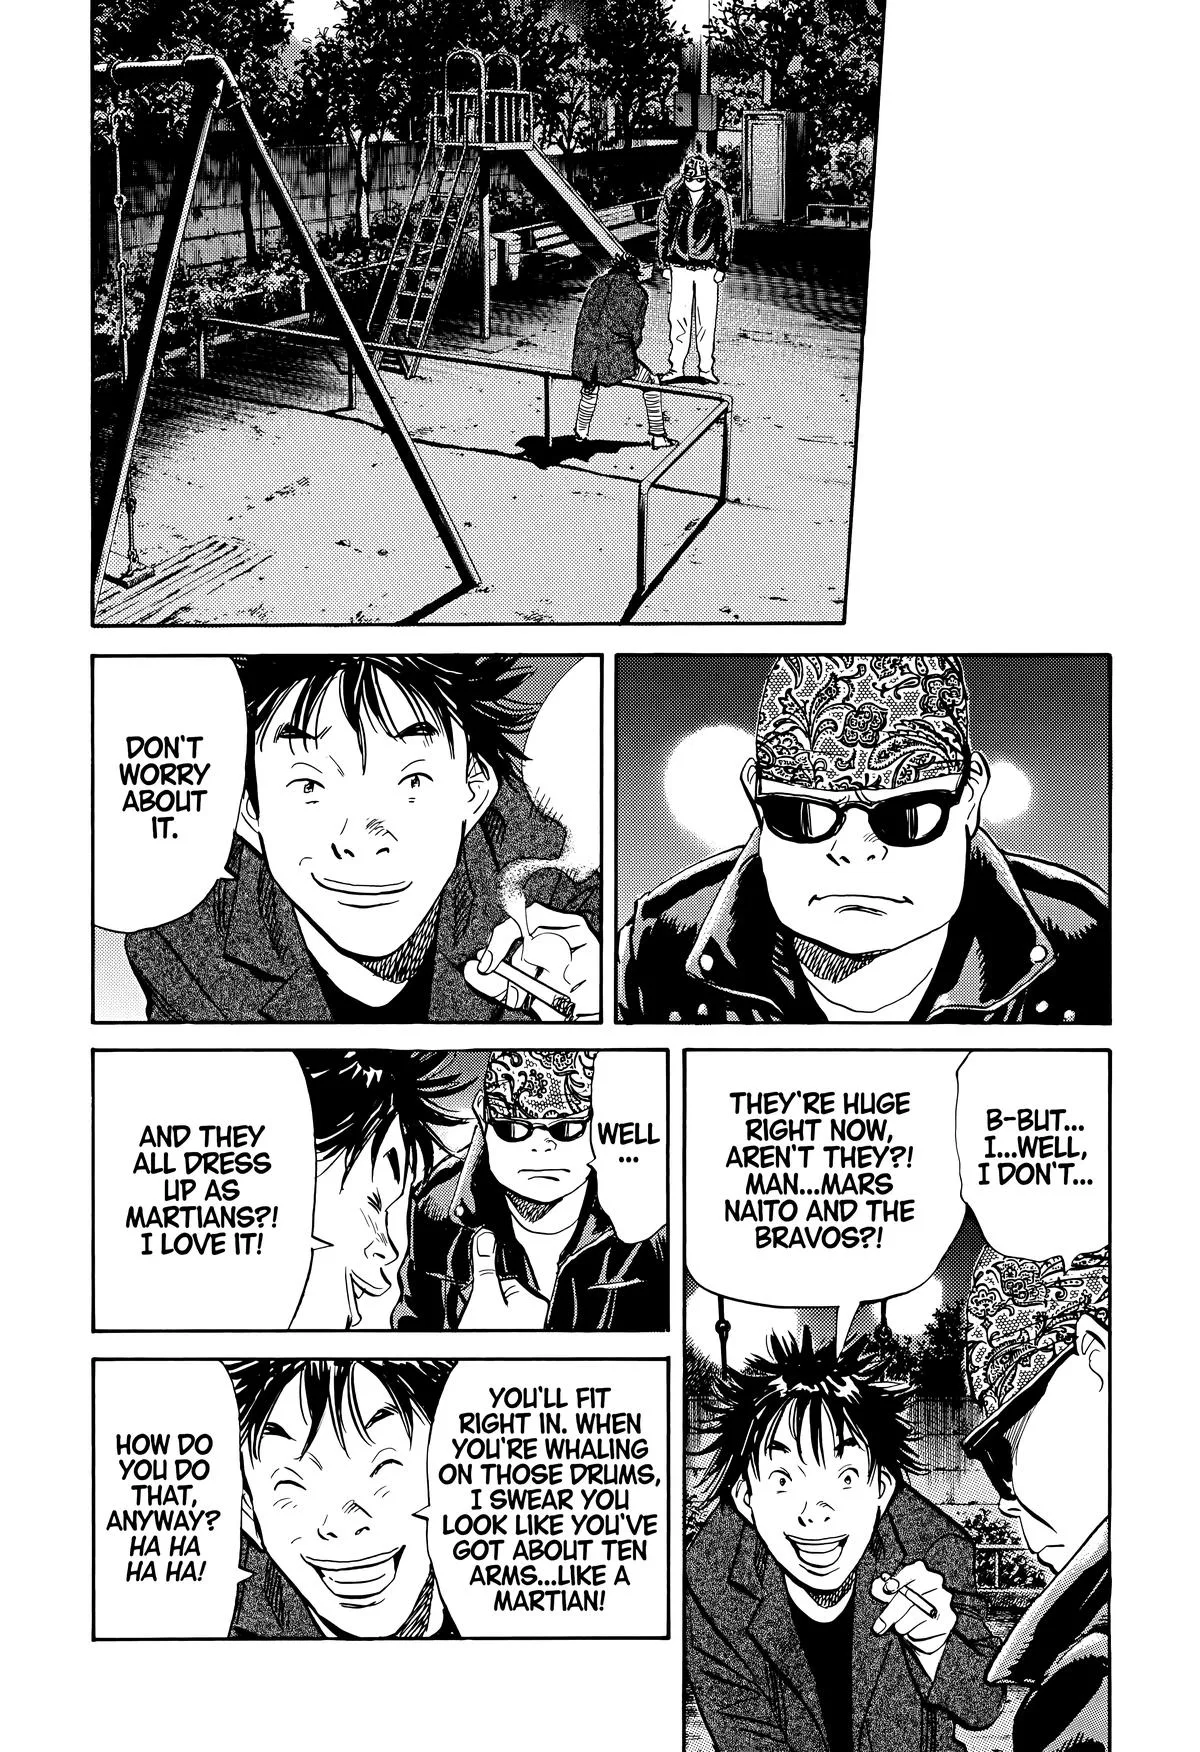 DON'T
WORRY
ABOUT
IT.
B-BUT...
I...WELL,
I DON'T...
THEY'RE HUGE
RIGHT NOW,
AREN'T THEY?!
MAN...MARS
NAITO AND THE
BRAVOS?!
WELL
...
AND THEY
ALL DRESS
UP AS
MARTIANS?!
I LOVE IT!
YOU'LL FIT
RIGHT IN. WHEN
YOU'RE WHALING
ON THOSE DRUMS,
I SWEAR YOU
LOOK LIKE YOU'VE
GOT ABOUT TEN
ARMS...LIKE A
MARTIAN!
HOW DO
YOU DO
THAT,
ANYWAY?
HA HA
HA HA!